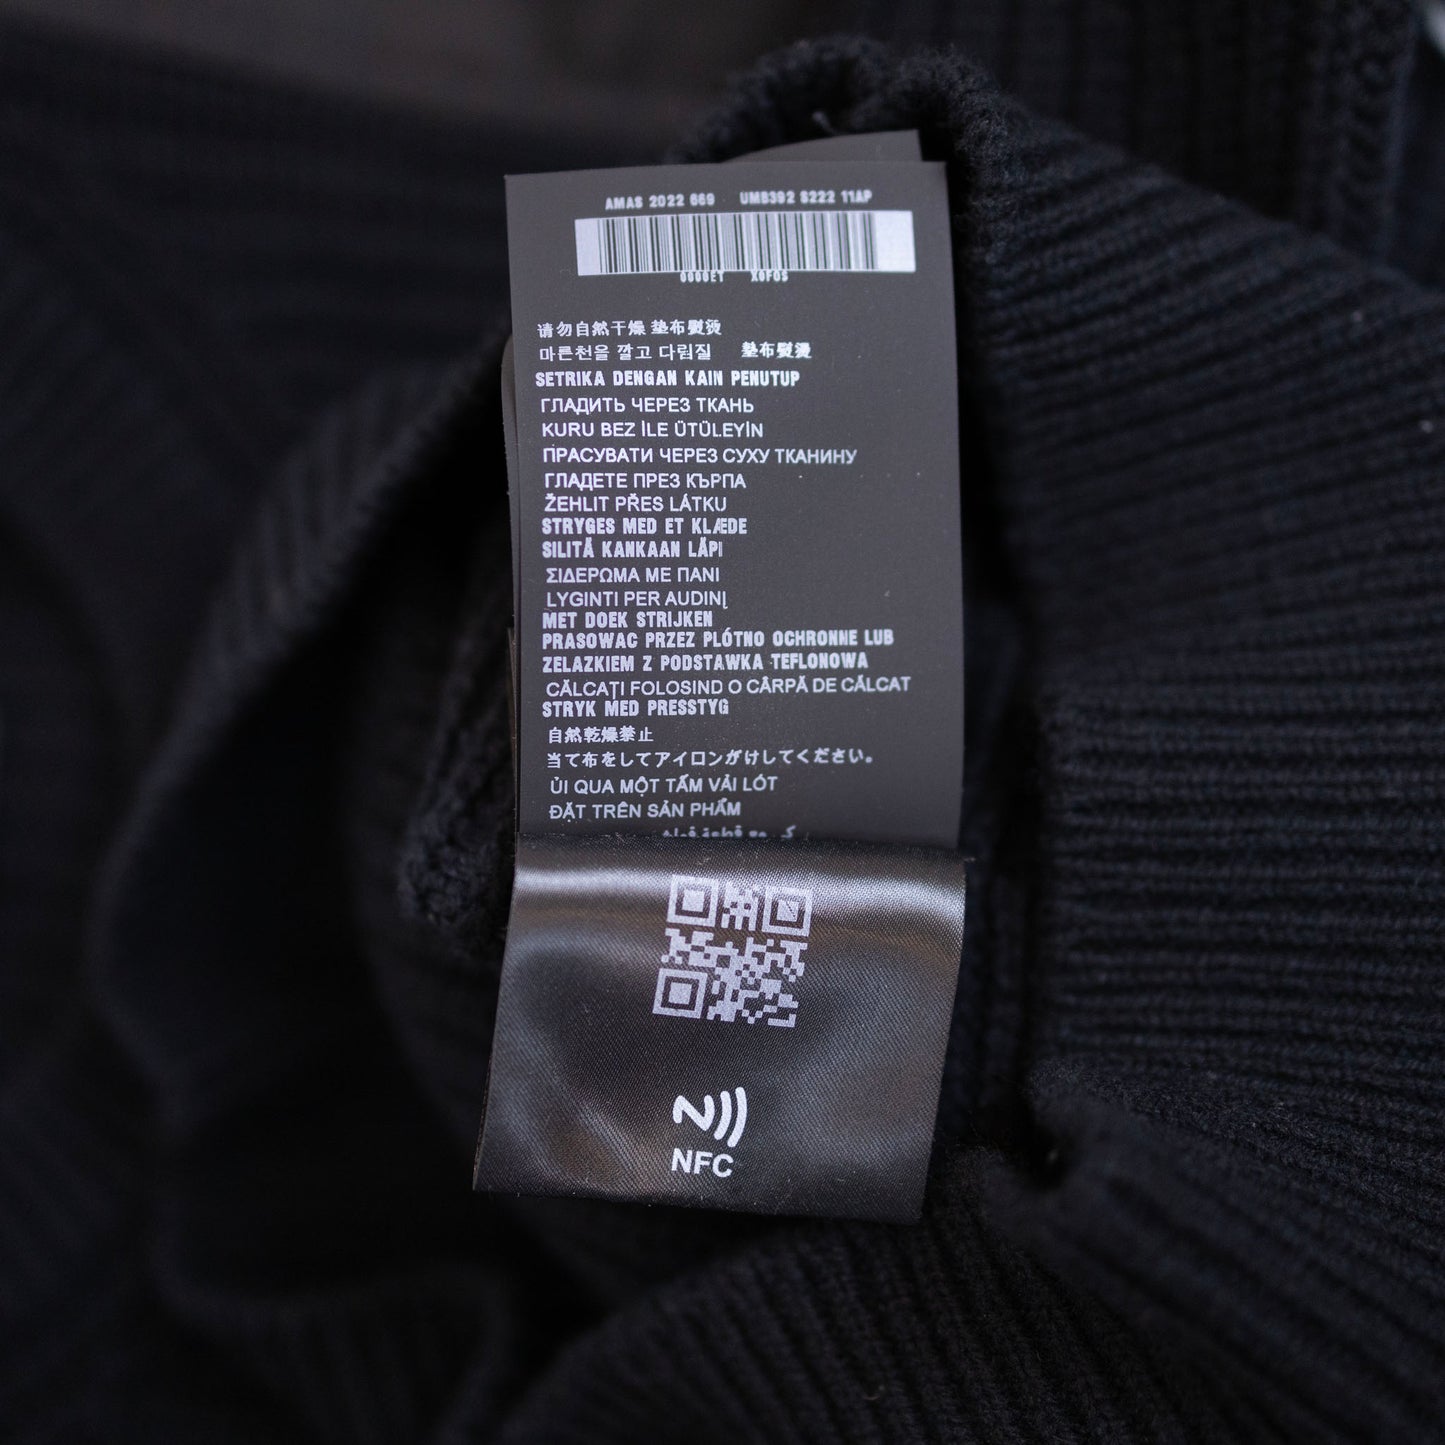 AMAS 2022 669 UMB392 S222 11AP
0000ET X0F0S
请勿自然干燥 垫布熨烫
마른천을 깔고 다림질 墊布熨燙
SETRIKA DENGAN KAIN PENUTUP
ГЛАДИТЬ ЧЕРЕЗ ТКАНЬ
KURU BEZ İLE ÜTÜLEYİN
ПРАСУВАТИ ЧЕРЕЗ СУХУ ТКАНИНУ
ГЛАДЕТЕ ПРЕЗ КЪРПА
ŽEHLIT PŘES LÁTKU
STRYGES MED ET KLÆDE
SILITÄ KANKAAN LÄPI
ΣΙΔΕΡΩΜΑ ΜΕ ΠΑΝΙ
LYGINTI PER AUDINĮ
MET DOEK STRIJKEN
PRASOWAC PRZEZ PLÓTNO OCHRONNE LUB
ZELAZKIEM Z PODSTAWKA TEFLONOWA
CĂLCAȚI FOLOSIND O CÂRPĂ DE CĂLCAT
STRYK MED PRESSTYG
自然乾燥禁止
当て布をしてアイロンがけしてください。
ỦI QUA MỘT TẤM VẢI LÓT
ĐẶT TRÊN SẢN PHẨM
NFC